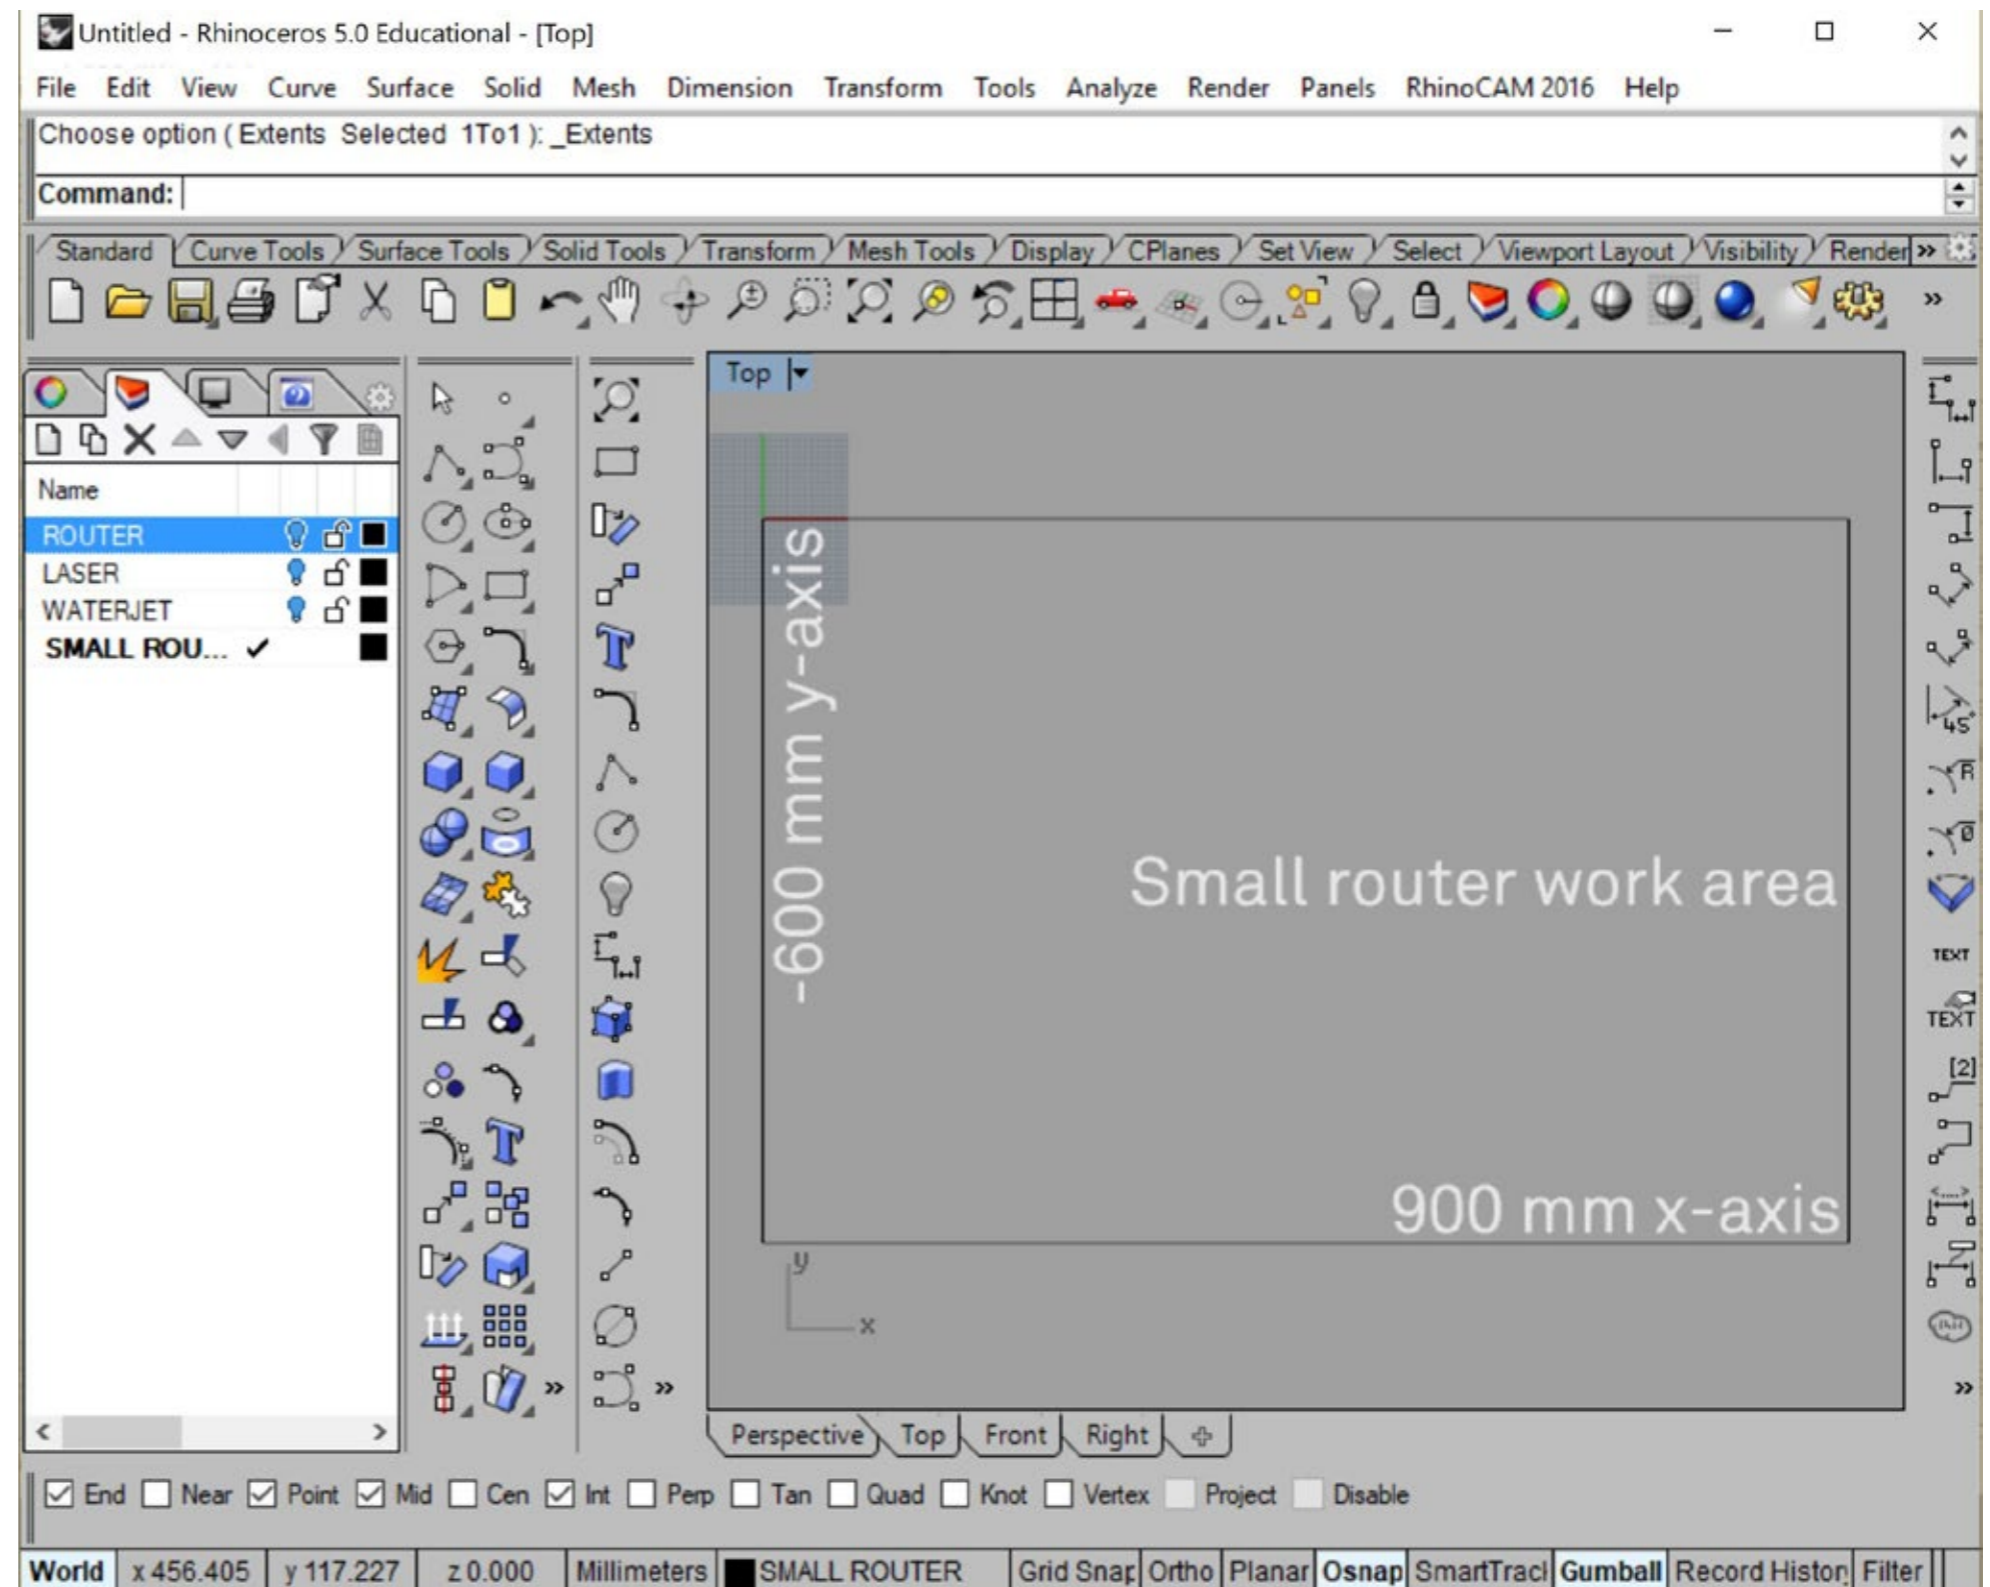 Untitled - Rhinoceros 5.0 Educational - [Top]
File Edit View Curve Surface Solid Mesh Dimension Transform Tools Analyze Render Panels RhinoCAM 2016 Help
Choose option ( Extents Selected 1To1 ): _Extents
Command:
Standard Curve Tools Surface Tools Solid Tools Transform Mesh Tools Display CPlanes Set View Select Viewport Layout Visibility Render »
»
Top
Name
ROUTER
LASER
WATERJET
SMALL ROU...
-600 mm y-axis
Small router work area
900 mm x-axis
y
x
45°
R
Ø
TEXT
TEXT
[2]
» » »
Perspective Top Front Right
End Near Point Mid Cen Int Perp Tan Quad Knot Vertex Project Disable
World x 456.405 y 117.227 z 0.000 Millimeters SMALL ROUTER Grid Snap Ortho Planar Osnap SmartTrack Gumball Record History Filter